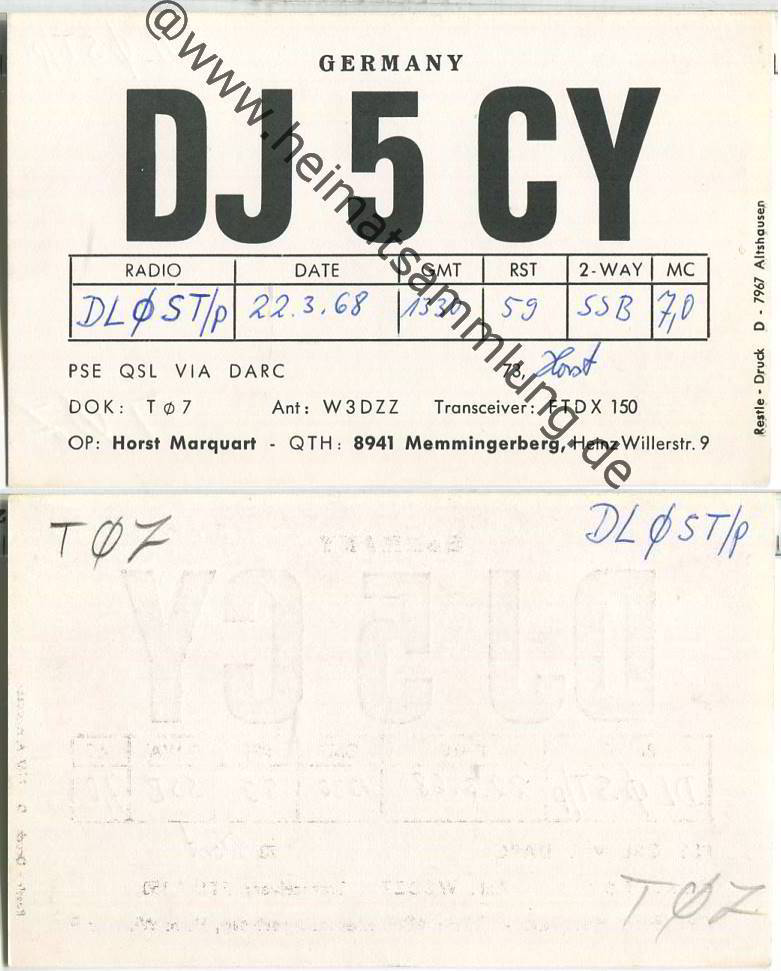 GERMANY
DJ 5 CY
RADIO DATE GMT RST 2-WAY MC
DLØST/p 22.3.68 1330 59 SSB 7,0
PSE QSL VIA DARC 73, Horst
DOK: Tø7 Ant: W3DZZ Transceiver: FTDX 150
OP: Horst Marquart - QTH: 8941 Memmingerberg, Heinz Willerstr. 9
Restle - Druck D - 7967 Altshausen
@www.heimatsammlung.de
TØZ DLØST/p
TØZ